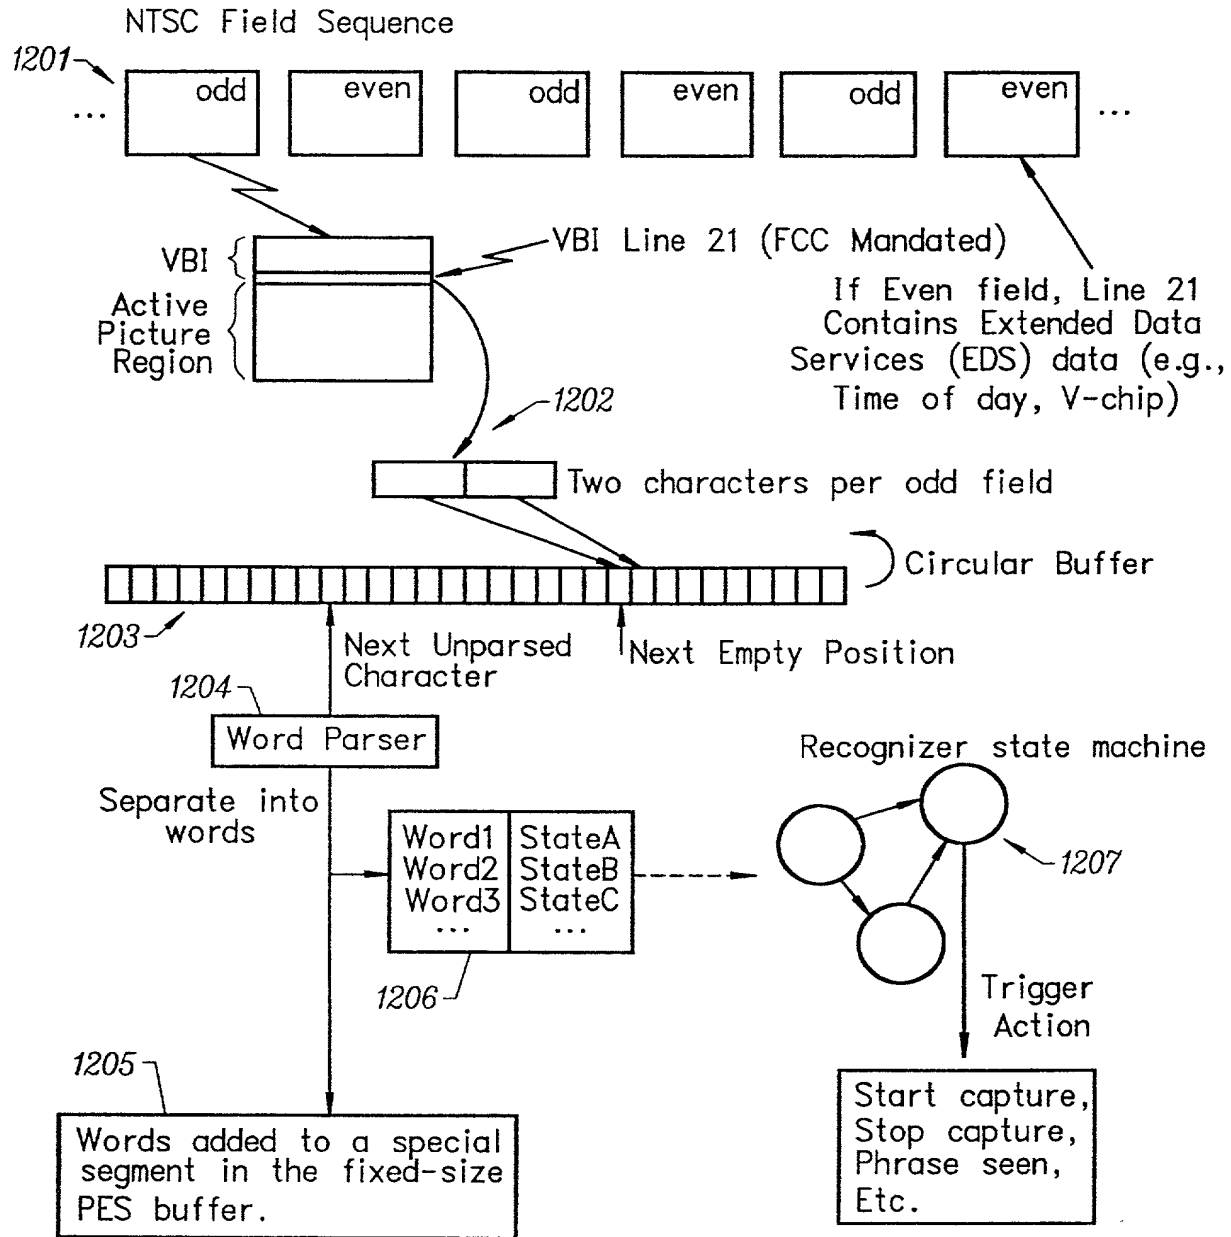 NTSC Field Sequence
1201
... odd even odd even odd even ...
VBI
VBI Line 21 (FCC Mandated)
Active
Picture
Region
If Even field, Line 21
Contains Extended Data
Services (EDS) data (e.g.,
Time of day, V-chip)
1202
Two characters per odd field
Circular Buffer
1203
Next Unparsed
Character
Next Empty Position
1204
Word Parser
Separate into
words
Word1 StateA
Word2 StateB
Word3 StateC
... ...
1206
Recognizer state machine
1207
Trigger
Action
1205
Words added to a special
segment in the fixed-size
PES buffer.
Start capture,
Stop capture,
Phrase seen,
Etc.